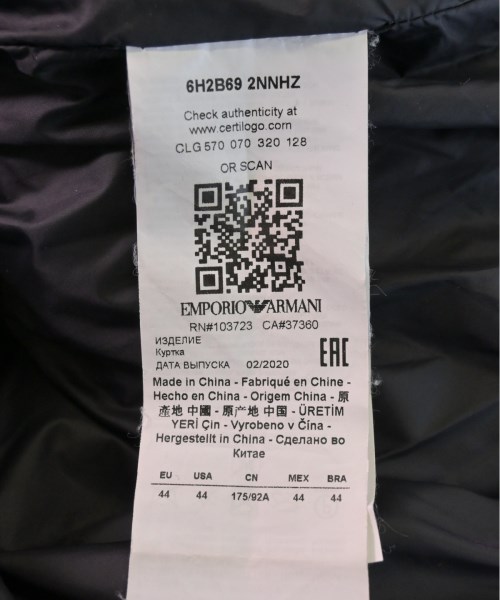 6H2B69 2NNHZ
Check authenticity at
www.certilogo.com
CLG 570 070 320 128
OR SCAN
EMPORIO ARMANI
RN#103723 CA#37360
ИЗДЕЛИЕ
Куртка
ДАТА ВЫПУСКА 02/2020
EAC
Made in China - Fabriqué en Chine -
Hecho en China - Origem China - 原
產地 中國 - 原产地 中国 - ÜRETİM
YERİ Çin - Vyrobeno v Čína -
Hergestellt in China - Сделано во
Китае
EU USA CN MEX BRA
44 44 175/92A 44 44